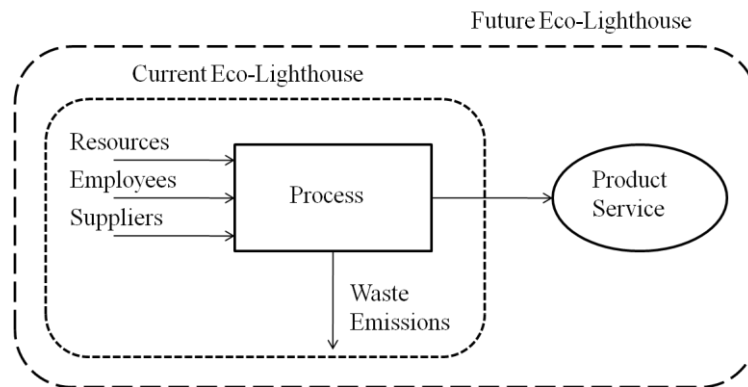 Future Eco-Lighthouse
Current Eco-Lighthouse
Resources
Employees
Suppliers
Process
Product
Service
Waste
Emissions